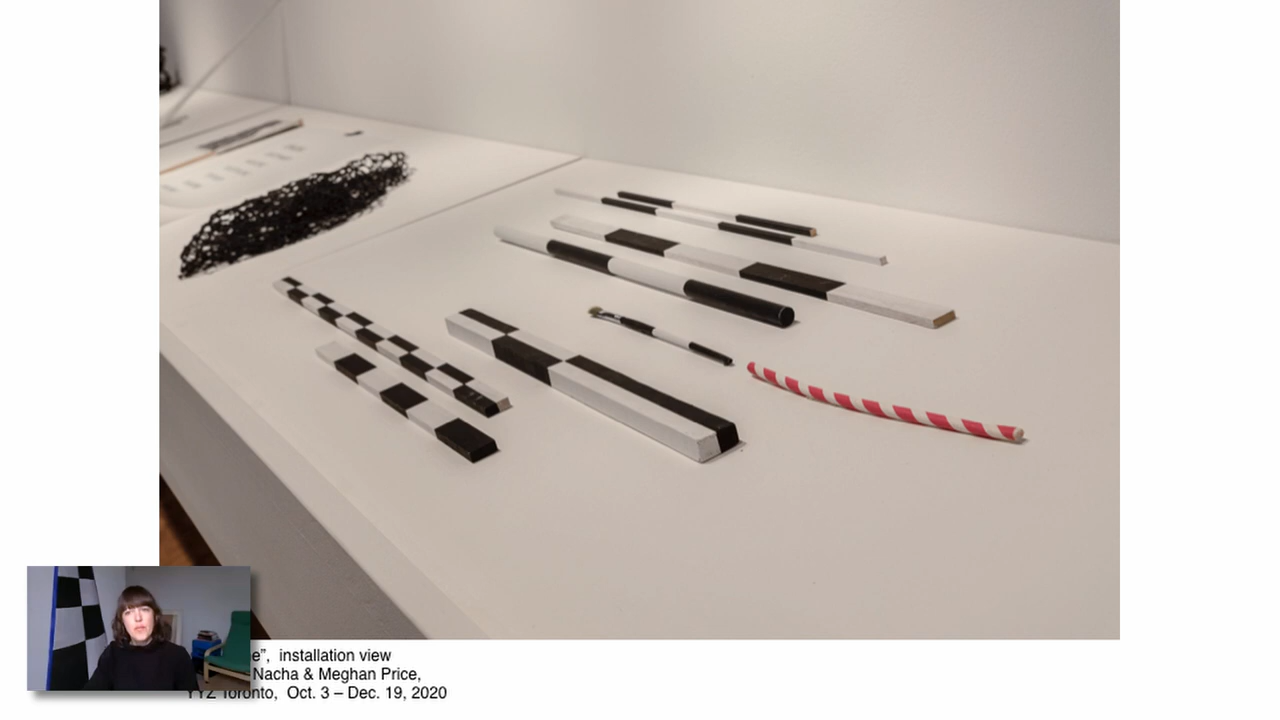 e”, installation view
Nacha & Meghan Price,
YYZ Toronto, Oct. 3 – Dec. 19, 2020